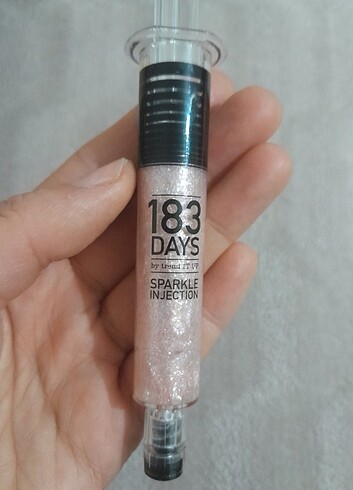 183
DAYS
by trend IT UP
SPARKLE
INJECTION